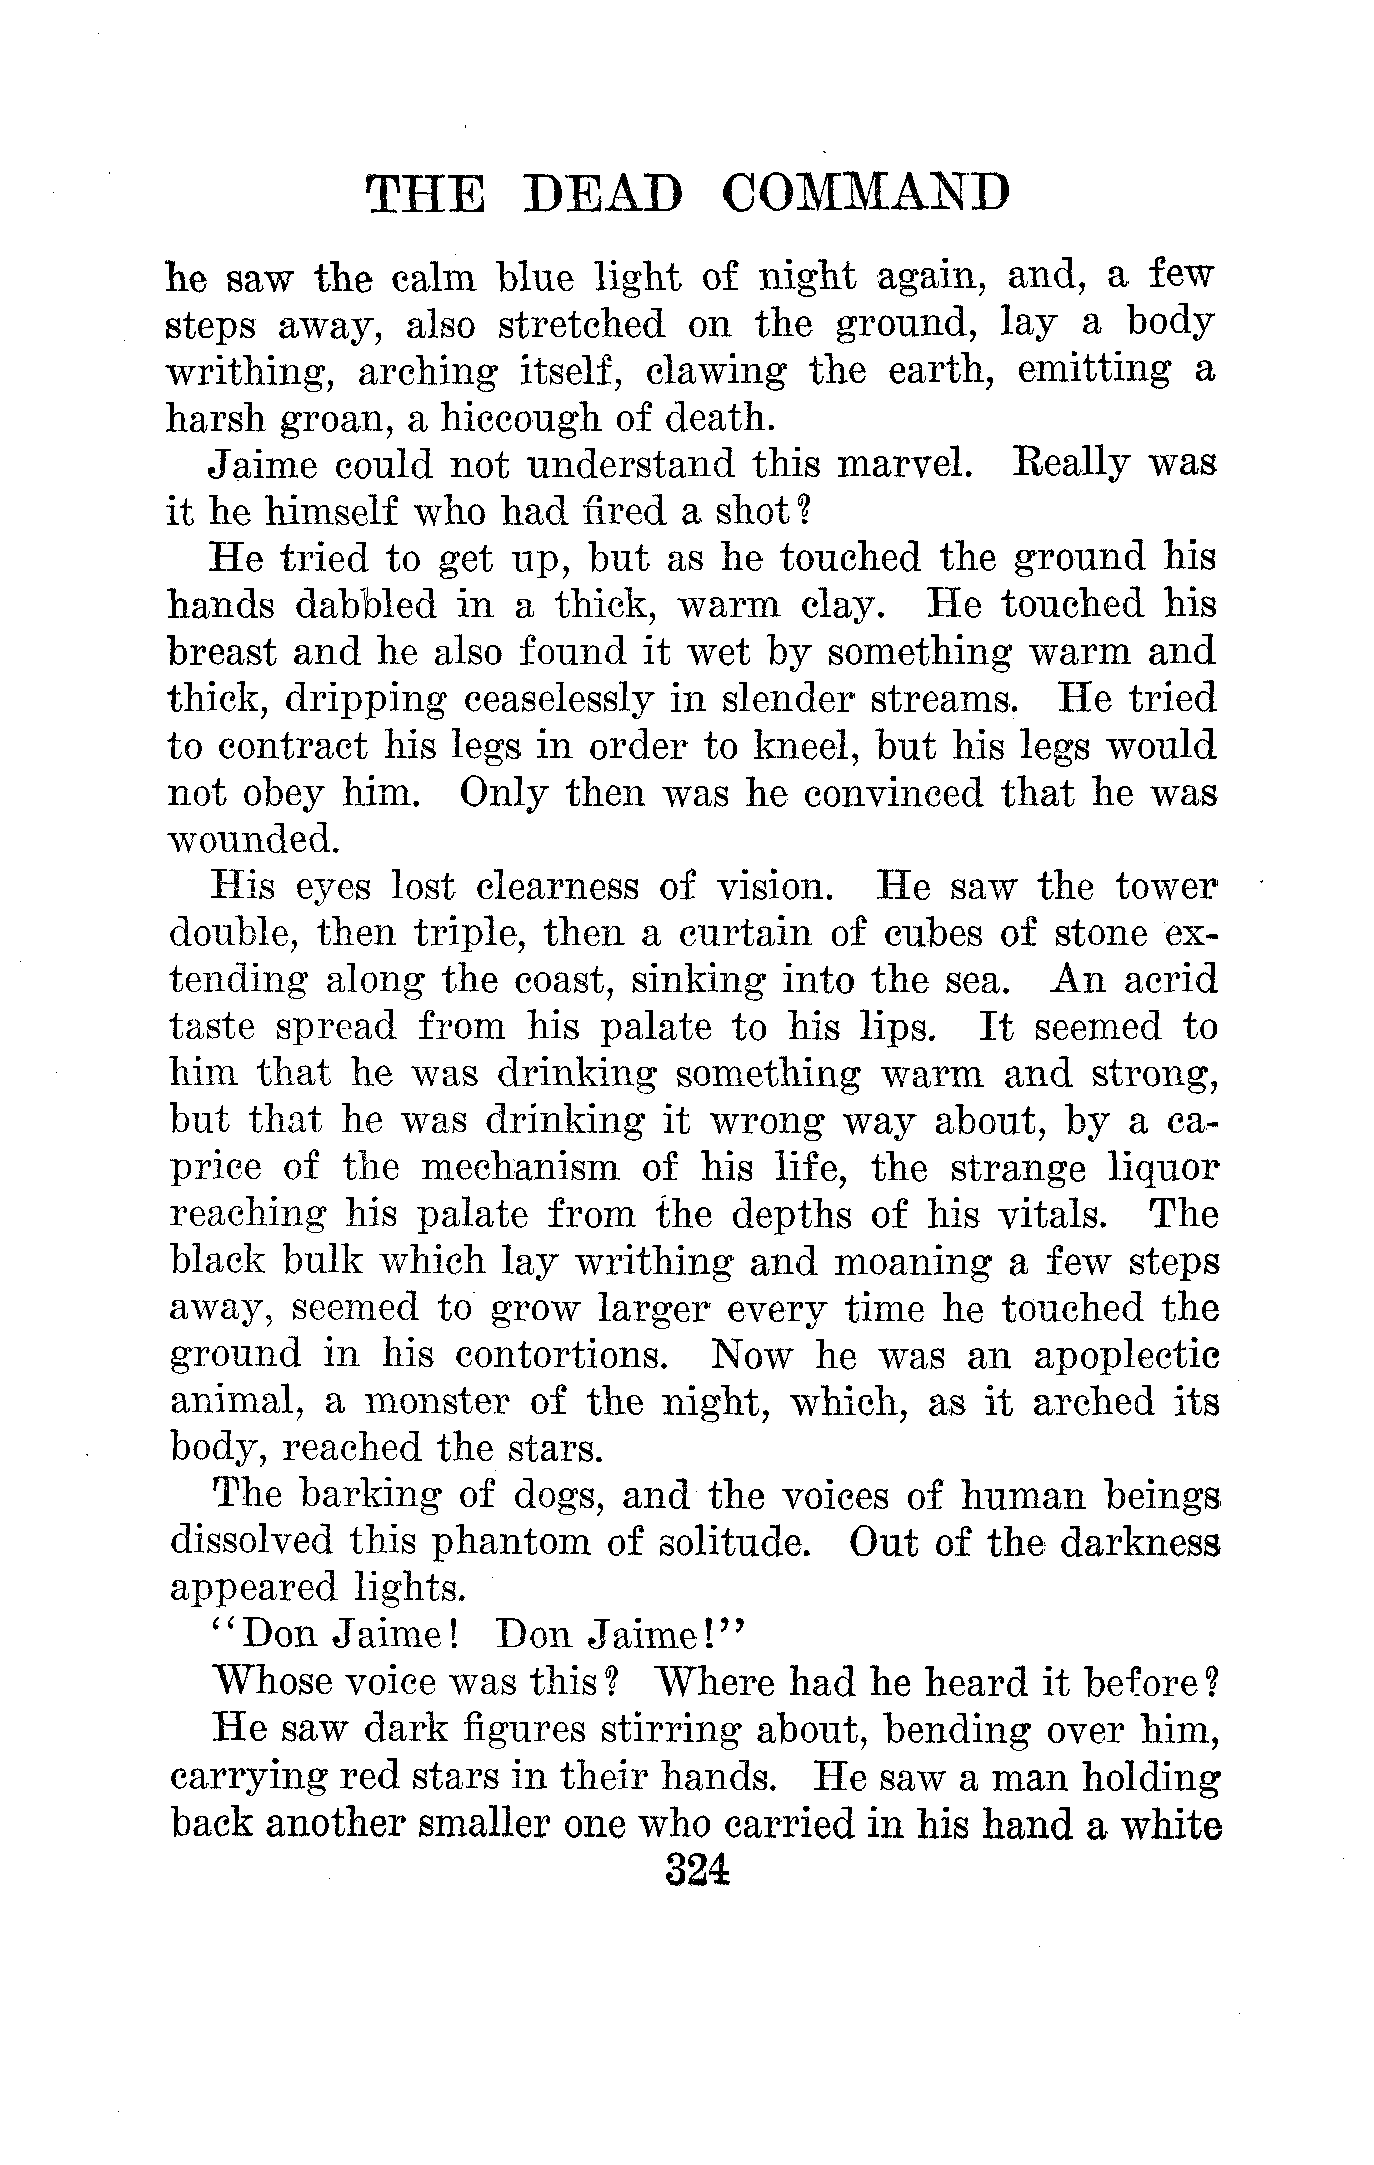 THE DEAD COMMAND
he saw the calm blue light of night again, and, a few
steps away, also stretched on the ground, lay a body
writhing, arching itself, clawing the earth, emitting a
harsh groan, a hiccough of death.
Jaime could not understand this marvel. Really was
it he himself who had fired a shot?
He tried to get up, but as he touched the ground his
hands dabbled in a thick, warm clay. He touched his
breast and he also found it wet by something warm and
thick, dripping ceaselessly in slender streams. He tried
to contract his legs in order to kneel, but his legs would
not obey him. Only then was he convinced that he was
wounded.
His eyes lost clearness of vision. He saw the tower
double, then triple, then a curtain of cubes of stone ex-
tending along the coast, sinking into the sea. An acrid
taste spread from his palate to his lips. It seemed to
him that he was drinking something warm and strong,
but that he was drinking it wrong way about, by a ca-
price of the mechanism of his life, the strange liquor
reaching his palate from the depths of his vitals. The
black bulk which lay writhing and moaning a few steps
away, seemed to grow larger every time he touched the
ground in his contortions. Now he was an apoplectic
animal, a monster of the night, which, as it arched its
body, reached the stars.
The barking of dogs, and the voices of human beings
dissolved this phantom of solitude. Out of the darkness
appeared lights.
"Don Jaime! Don Jaime!"
Whose voice was this? Where had he heard it before?
He saw dark figures stirring about, bending over him,
carrying red stars in their hands. He saw a man holding
back another smaller one who carried in his hand a white
324